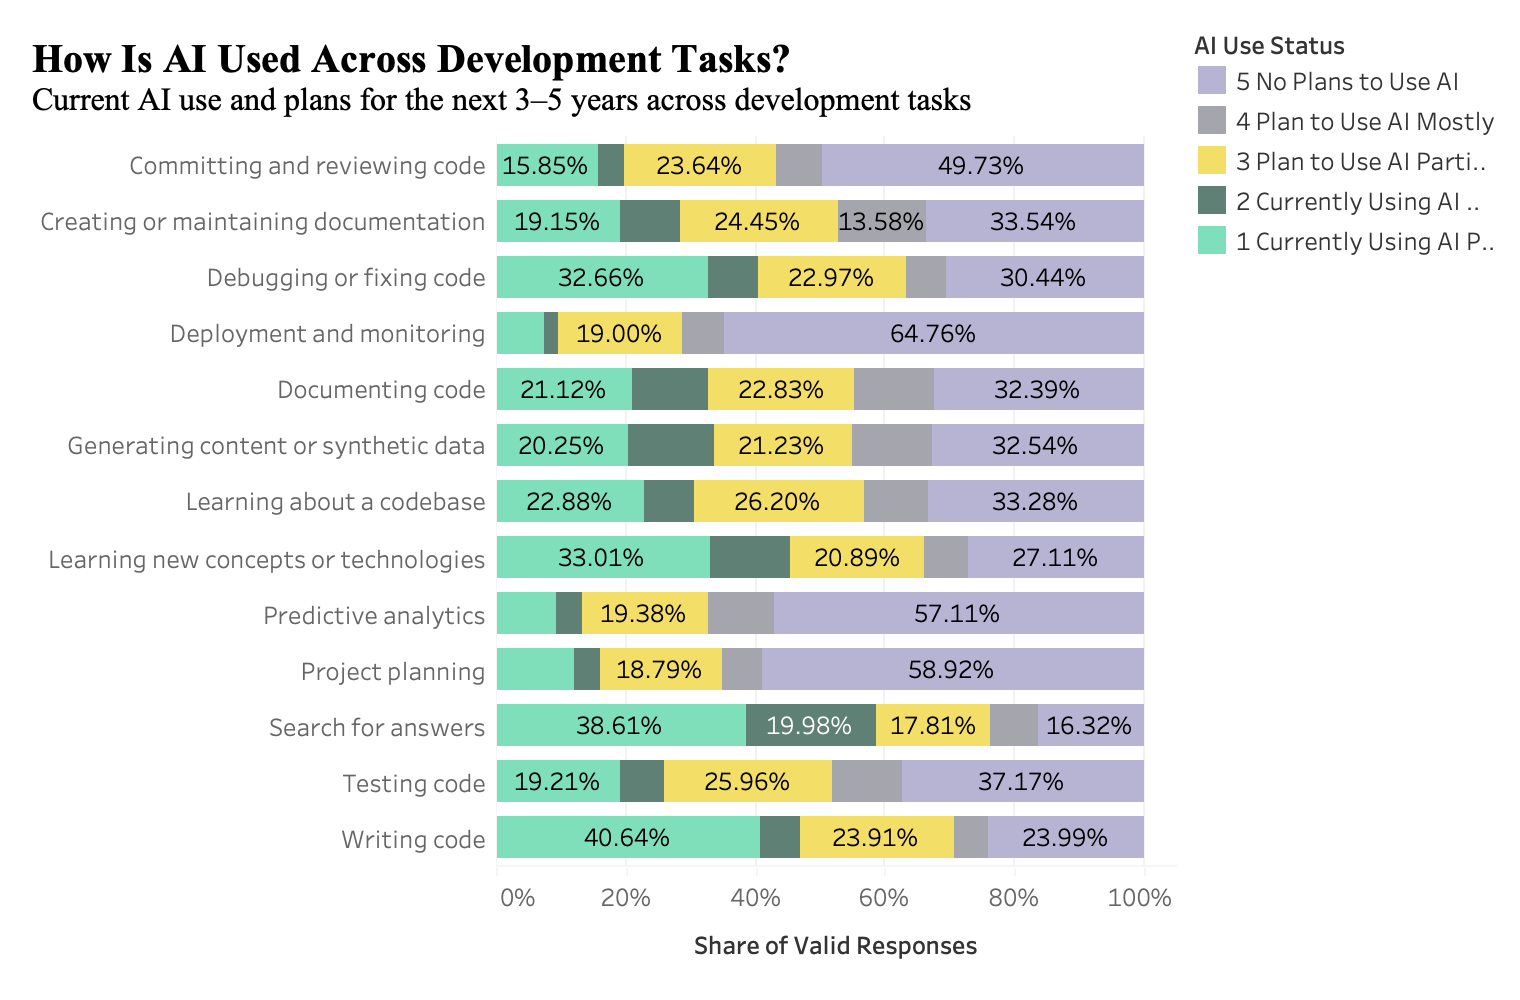 How Is AI Used Across Development Tasks?
Current AI use and plans for the next 3–5 years across development tasks
AI Use Status
5 No Plans to Use AI
4 Plan to Use AI Mostly
3 Plan to Use AI Parti..
2 Currently Using AI ..
1 Currently Using AI P..
Committing and reviewing code 15.85% 23.64% 49.73%
Creating or maintaining documentation 19.15% 24.45% 13.58% 33.54%
Debugging or fixing code 32.66% 22.97% 30.44%
Deployment and monitoring 19.00% 64.76%
Documenting code 21.12% 22.83% 32.39%
Generating content or synthetic data 20.25% 21.23% 32.54%
Learning about a codebase 22.88% 26.20% 33.28%
Learning new concepts or technologies 33.01% 20.89% 27.11%
Predictive analytics 19.38% 57.11%
Project planning 18.79% 58.92%
Search for answers 38.61% 19.98% 17.81% 16.32%
Testing code 19.21% 25.96% 37.17%
Writing code 40.64% 23.91% 23.99%
0% 20% 40% 60% 80% 100%
Share of Valid Responses